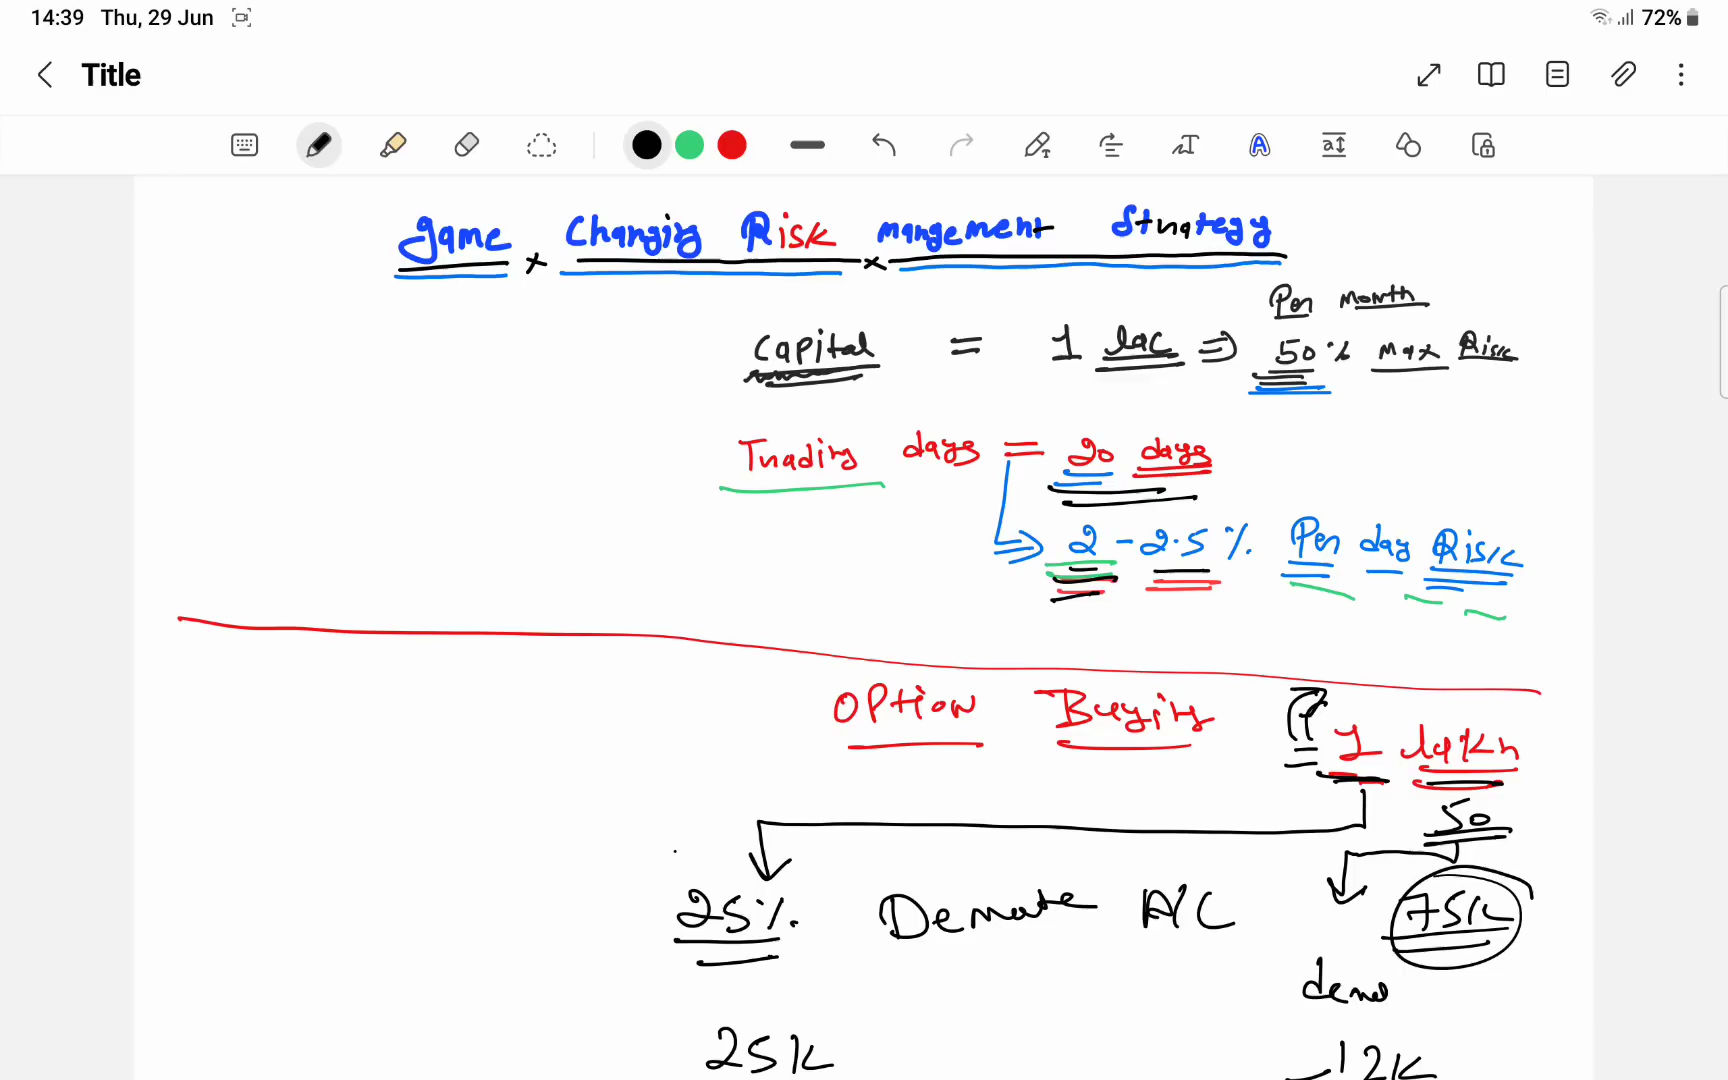 14:39 Thu, 29 Jun 72%
Title
Game Changing Risk mangement Strategy
Per month
Capital = 1 lac ⇒ 50% Max Risk
Trading days = 20 days
⇒ 2 - 2.5 % Per day Risk
Option Buying
1 lakh
50
25% Demate A/C 75K
25K
12K